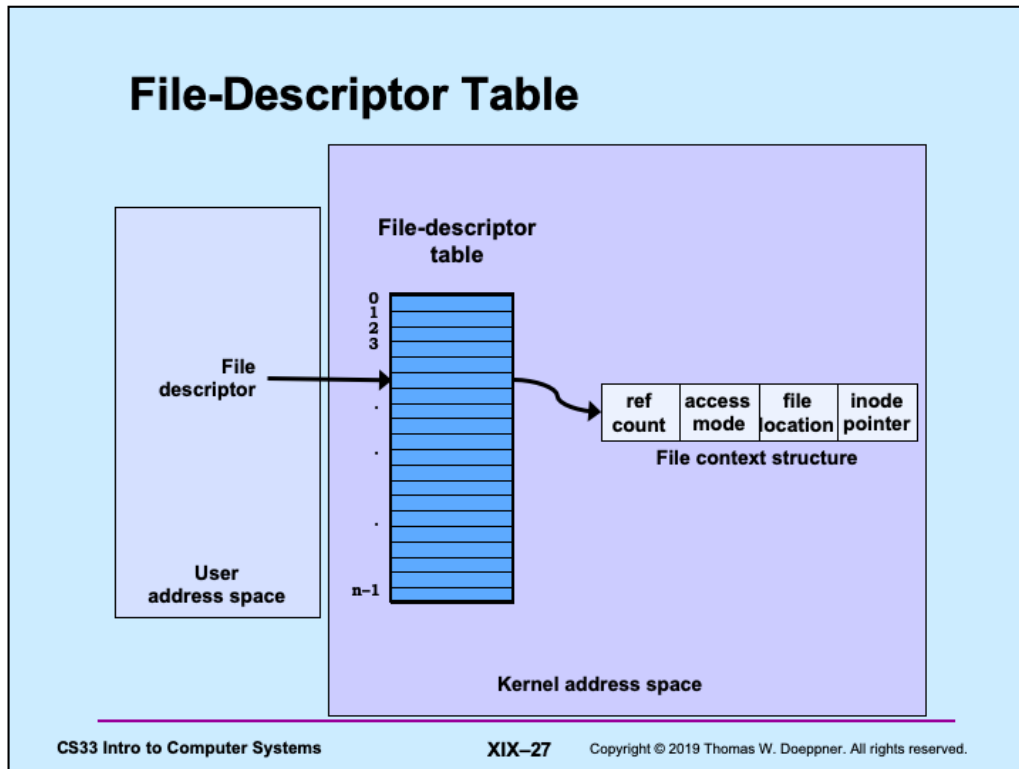 File-Descriptor Table
File-descriptor
table
0
1
2
3
.
.
.
n–1
File
descriptor
User
address space
ref
count
access
mode
file
location
inode
pointer
File context structure
Kernel address space
CS33 Intro to Computer Systems
XIX–27
Copyright © 2019 Thomas W. Doeppner. All rights reserved.